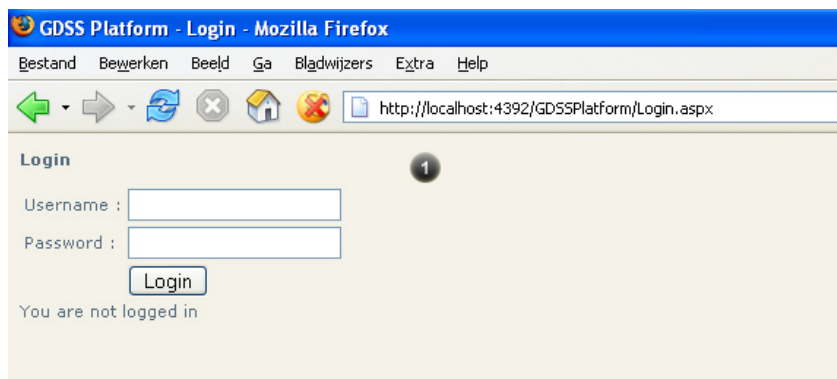 GDSS Platform - Login - Mozilla Firefox
Bestand Bewerken Beeld Ga Bladwijzers Extra Help
http://localhost:4392/GDSSPlatform/Login.aspx
Login
1
Username :
Password :
Login
You are not logged in